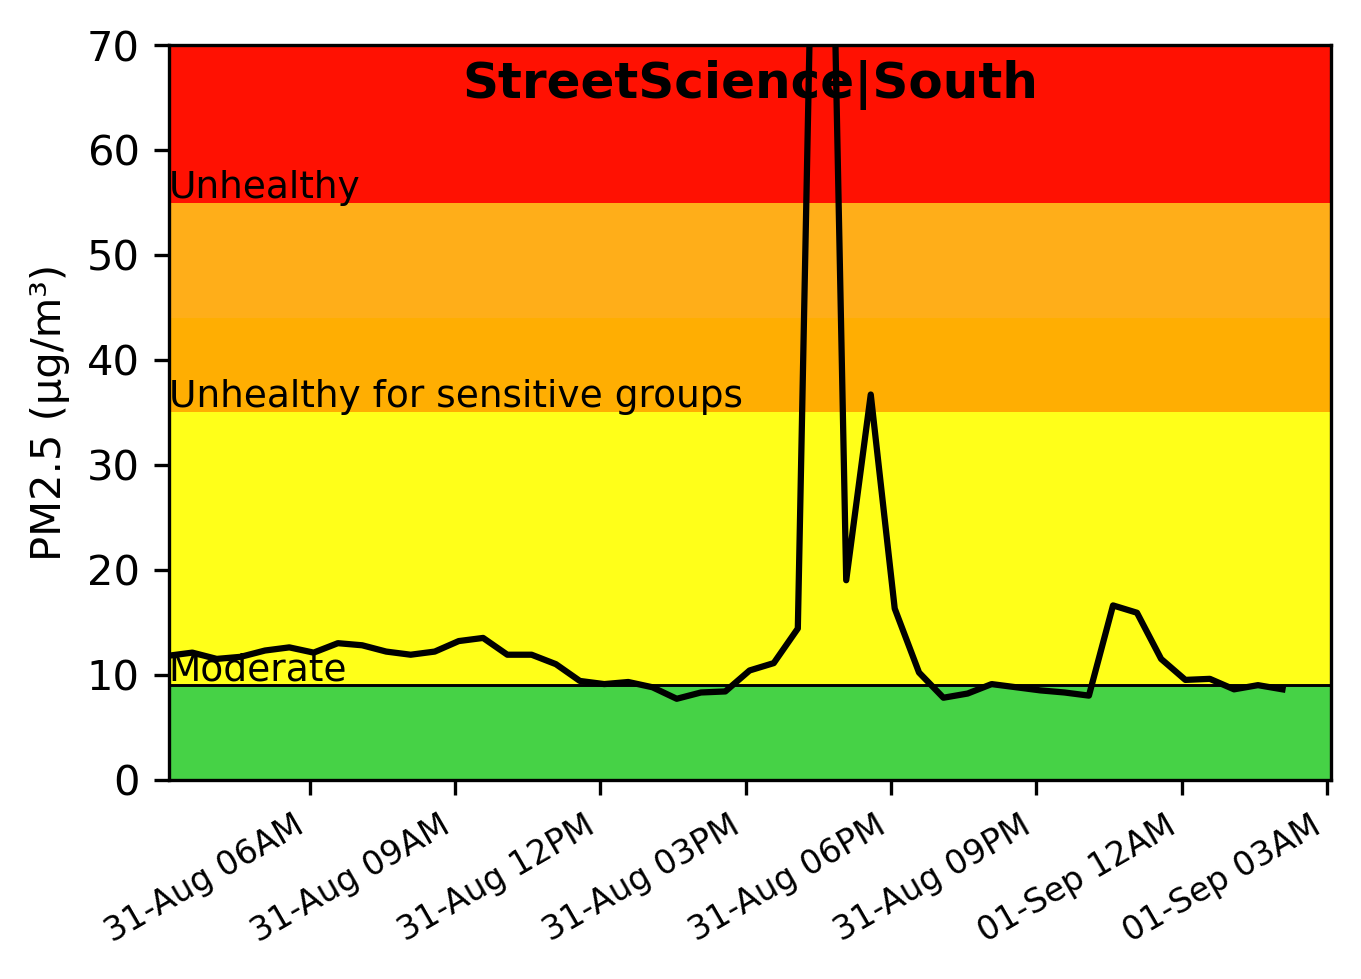 StreetScience|South
PM2.5 (µg/m³)
70
60
50
40
30
20
10
0
Unhealthy
Unhealthy for sensitive groups
Moderate
31-Aug 06AM
31-Aug 09AM
31-Aug 12PM
31-Aug 03PM
31-Aug 06PM
31-Aug 09PM
01-Sep 12AM
01-Sep 03AM